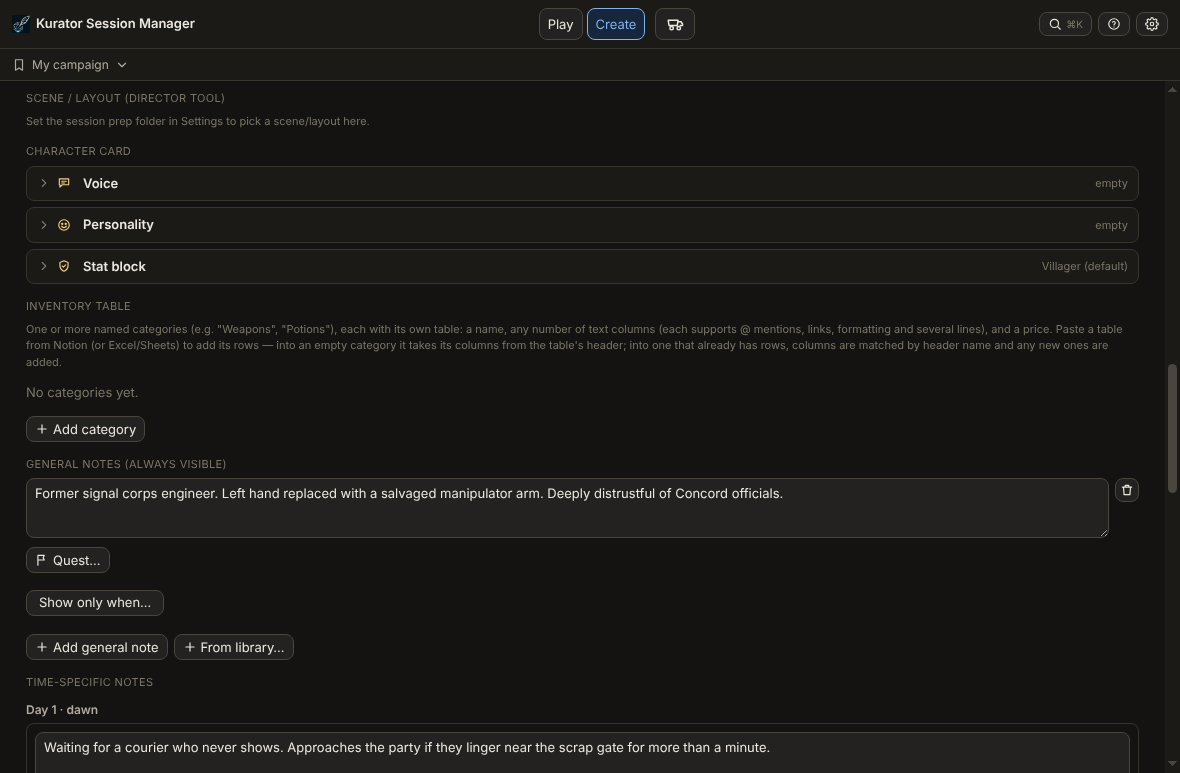 Kurator Session Manager
Play
Create
⌘K
My campaign
SCENE / LAYOUT (DIRECTOR TOOL)
Set the session prep folder in Settings to pick a scene/layout here.
CHARACTER CARD
Voice
empty
Personality
empty
Stat block
Villager (default)
INVENTORY TABLE
One or more named categories (e.g. "Weapons", "Potions"), each with its own table: a name, any number of text columns (each supports @ mentions, links, formatting and several lines), and a price. Paste a table
from Notion (or Excel/Sheets) to add its rows — into an empty category it takes its columns from the table's header; into one that already has rows, columns are matched by header name and any new ones are
added.
No categories yet.
+ Add category
GENERAL NOTES (ALWAYS VISIBLE)
Former signal corps engineer. Left hand replaced with a salvaged manipulator arm. Deeply distrustful of Concord officials.
Quest...
Show only when...
+ Add general note
+ From library...
TIME-SPECIFIC NOTES
Day 1 · dawn
Waiting for a courier who never shows. Approaches the party if they linger near the scrap gate for more than a minute.